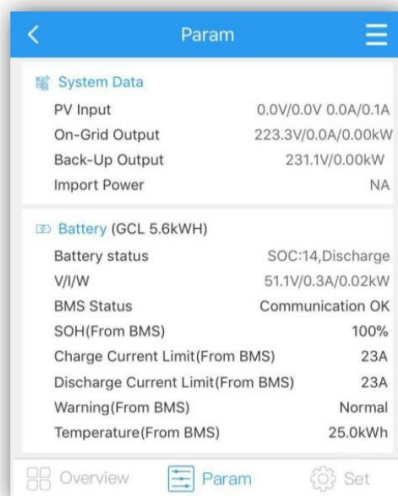 Param
System Data
PV Input 0.0V/0.0V 0.0A/0.1A
On-Grid Output 223.3V/0.0A/0.00kW
Back-Up Output 231.1V/0.00kW
Import Power NA
Battery (GCL 5.6kWH)
Battery status SOC:14,Discharge
V/I/W 51.1V/0.3A/0.02kW
BMS Status Communication OK
SOH(From BMS) 100%
Charge Current Limit(From BMS) 23A
Discharge Current Limit(From BMS) 23A
Warning(From BMS) Normal
Temperature(From BMS) 25.0kWh
Overview Param Set